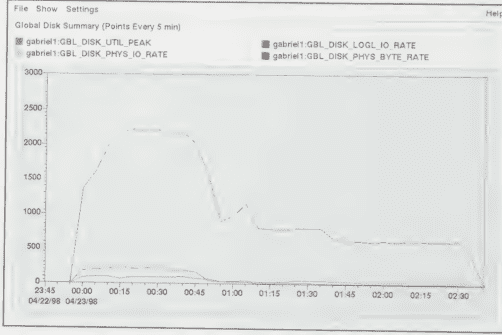 File Show Settings Help
Global Disk Summary (Points Every 5 min)
gabriel1:GBL_DISK_UTIL_PEAK gabriel1:GBL_DISK_LOGL_IO_RATE
gabriel1:GBL_DISK_PHYS_IO_RATE gabriel1:GBL_DISK_PHYS_BYTE_RATE
3000
2500
2000
1500
1000
500
0
23:45 00:00 00:15 00:30 00:45 01:00 01:15 01:30 01:45 02:00 02:15 02:30
04/22/98 04/23/98